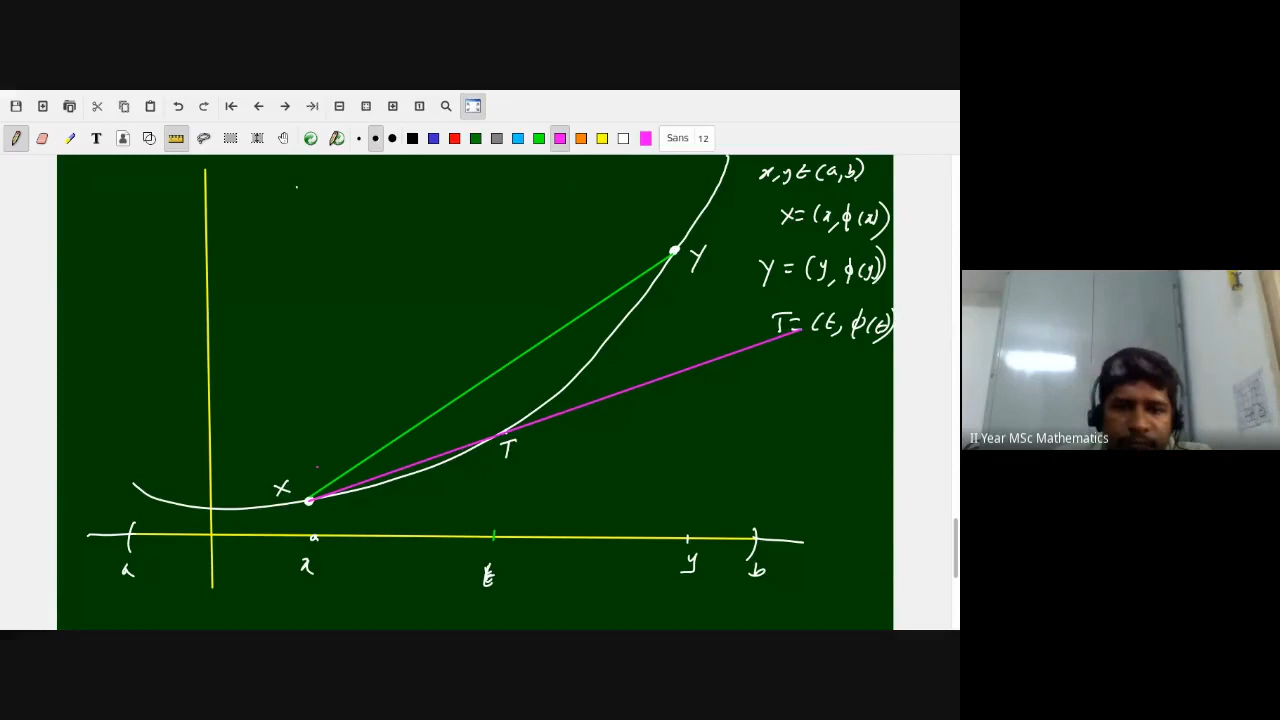 Sans 12
x, y ∈ (a, b)
X = (x, φ(x))
Y = (y, φ(y))
T = (t, φ(t))
Y
T
X
a x t y b
II Year MSc Mathematics